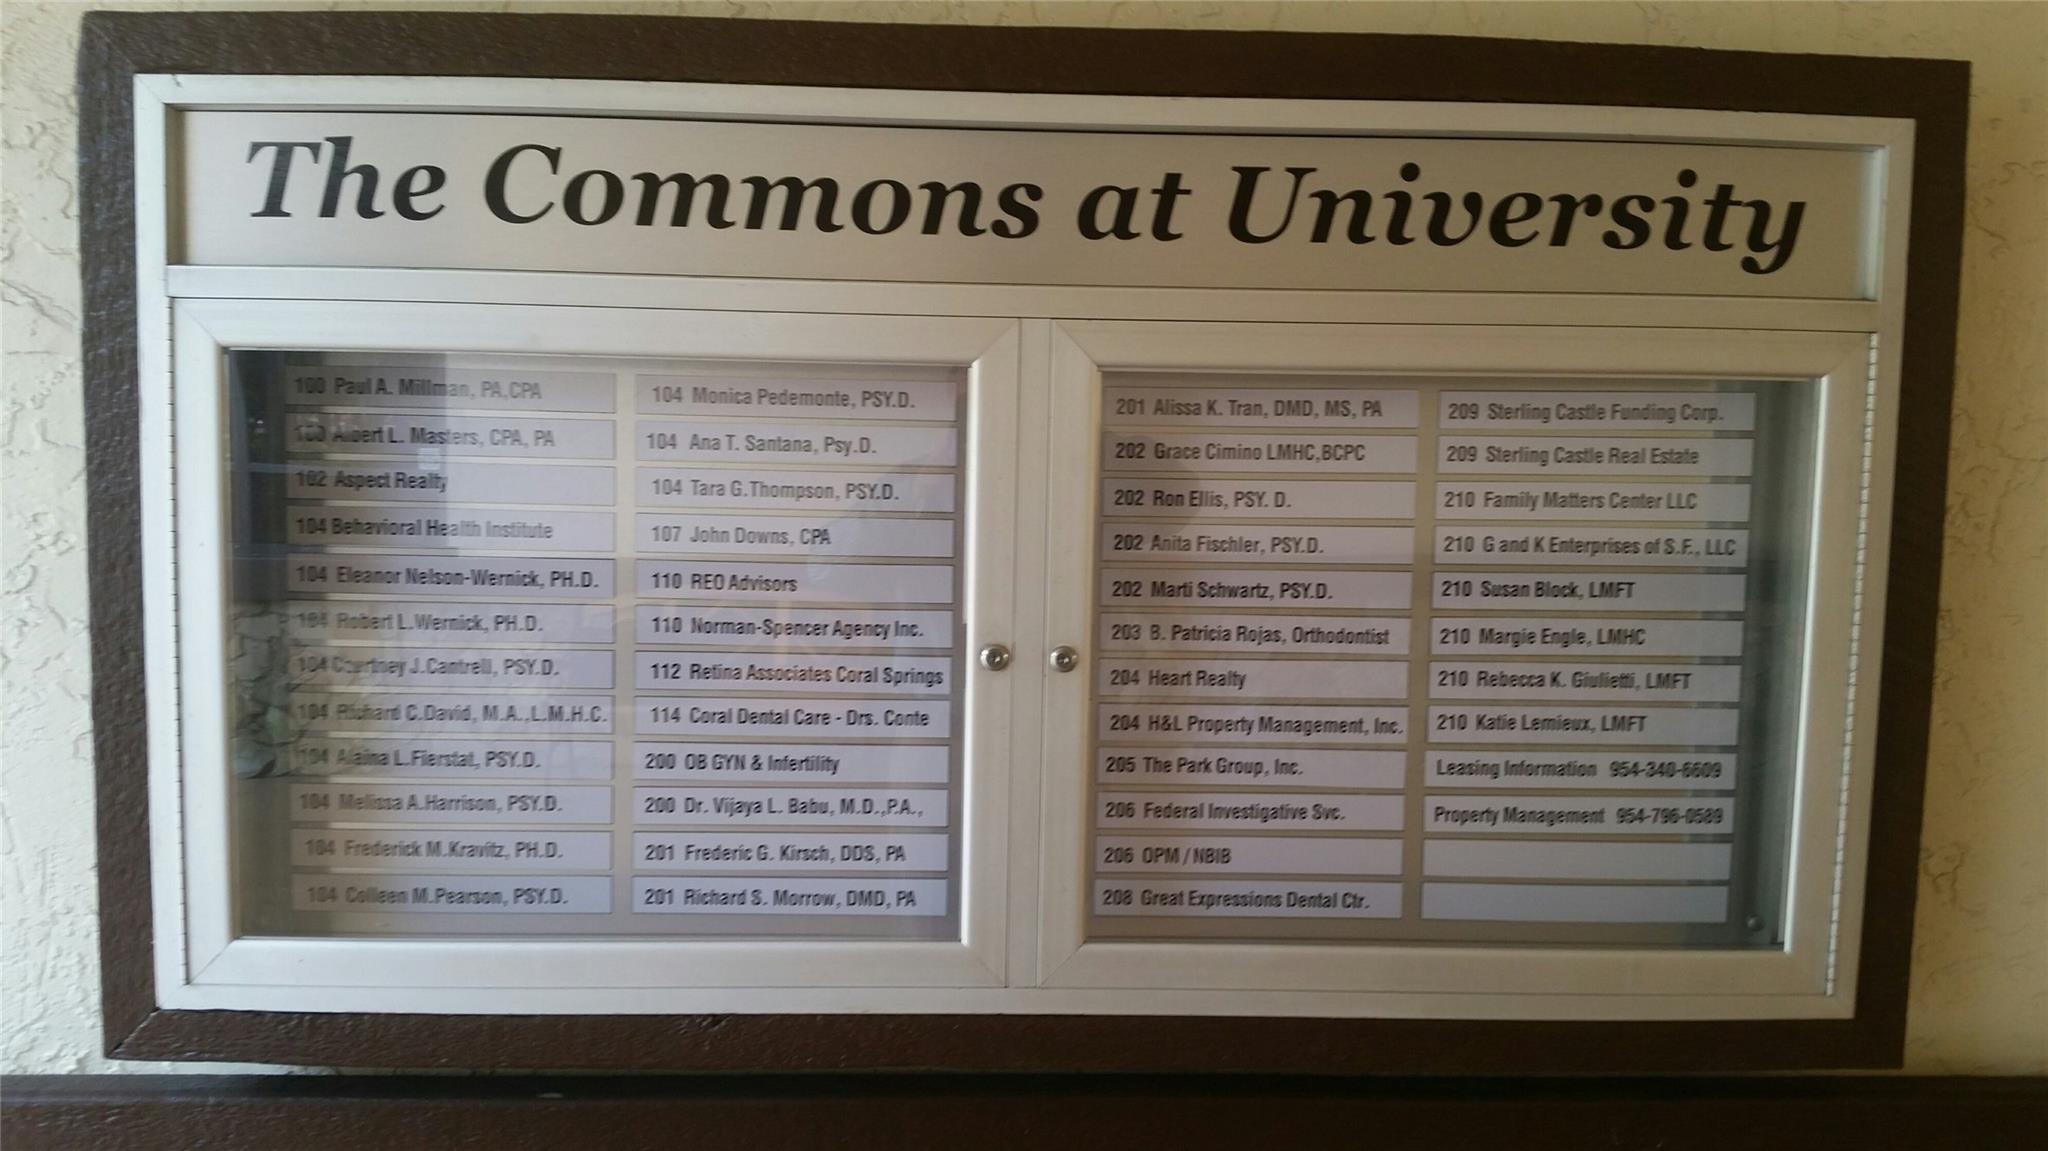 The Commons at University
100 Paul A. Millman, PA,CPA
100 Albert L. Masters, CPA, PA
102 Aspect Realty
104 Behavioral Health Institute
104 Eleanor Nelson-Wernick, PH.D.
104 Robert L.Wernick, PH.D.
104 Courtney J.Cantrell, PSY.D.
104 Richard C.David, M.A.,L.M.H.C.
104 Alaina L.Fierstat, PSY.D.
104 Melissa A.Harrison, PSY.D.
104 Frederick M.Kravitz, PH.D.
104 Colleen M.Pearson, PSY.D.
104 Monica Pedemonte, PSY.D.
104 Ana T. Santana, Psy.D.
104 Tara G.Thompson, PSY.D.
107 John Downs, CPA
110 REO Advisors
110 Norman-Spencer Agency Inc.
112 Retina Associates Coral Springs
114 Coral Dental Care - Drs. Conte
200 OB GYN & Infertility
200 Dr. Vijaya L. Babu, M.D.,P.A.,
201 Frederic G. Kirsch, DDS, PA
201 Richard S. Morrow, DMD, PA
201 Alissa K. Tran, DMD, MS, PA
202 Grace Cimino LMHC,BCPC
202 Ron Ellis, PSY. D.
202 Anita Fischler, PSY.D.
202 Marti Schwartz, PSY.D.
203 B. Patricia Rojas, Orthodontist
204 Heart Realty
204 H&L Property Management, Inc.
205 The Park Group, Inc.
206 Federal Investigative Svc.
206 OPM / NBIB
208 Great Expressions Dental Ctr.
209 Sterling Castle Funding Corp.
209 Sterling Castle Real Estate
210 Family Matters Center LLC
210 G and K Enterprises of S.F., LLC
210 Susan Block, LMFT
210 Margie Engle, LMHC
210 Rebecca K. Giulietti, LMFT
210 Katie Lemieux, LMFT
Leasing Information 954-340-6609
Property Management 954-796-0589